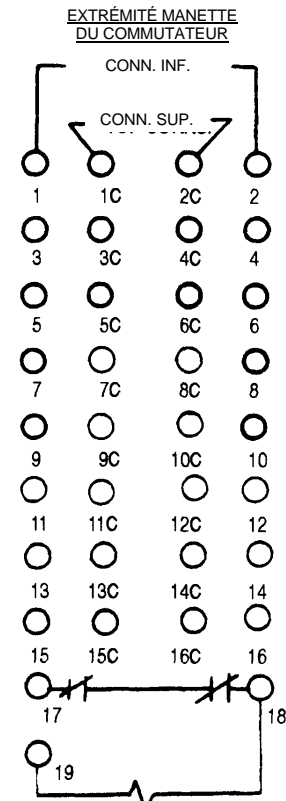 EXTRÉMITÉ MANETTE
DU COMMUTATEUR
CONN. INF.
CONN. SUP.
1 1C 2C 2
3 3C 4C 4
5 5C 6C 6
7 7C 8C 8
9 9C 10C 10
11 11C 12C 12
13 13C 14C 14
15 15C 16C 16
17 18
19